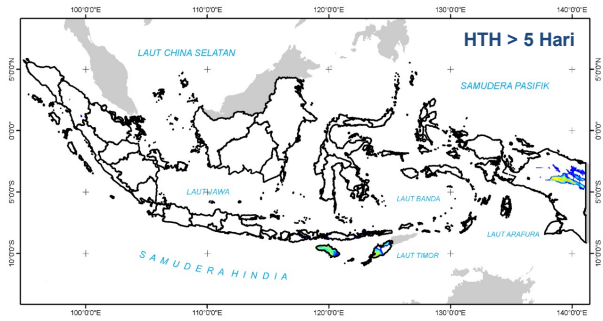 100°0'0"E 110°0'0"E 120°0'0"E 130°0'0"E 140°0'0"E
HTH > 5 Hari
LAUT CHINA SELATAN
5°0'0"N 5°0'0"N
SAMUDERA PASIFIK
0°0'0" 0°0'0"
LAUT JAWA
LAUT BANDA
5°0'0"S 5°0'0"S
LAUT ARAFURA
SAMUDERA HINDIA
LAUT TIMOR
10°0'0"S 10°0'0"S
100°0'0"E 110°0'0"E 120°0'0"E 130°0'0"E 140°0'0"E